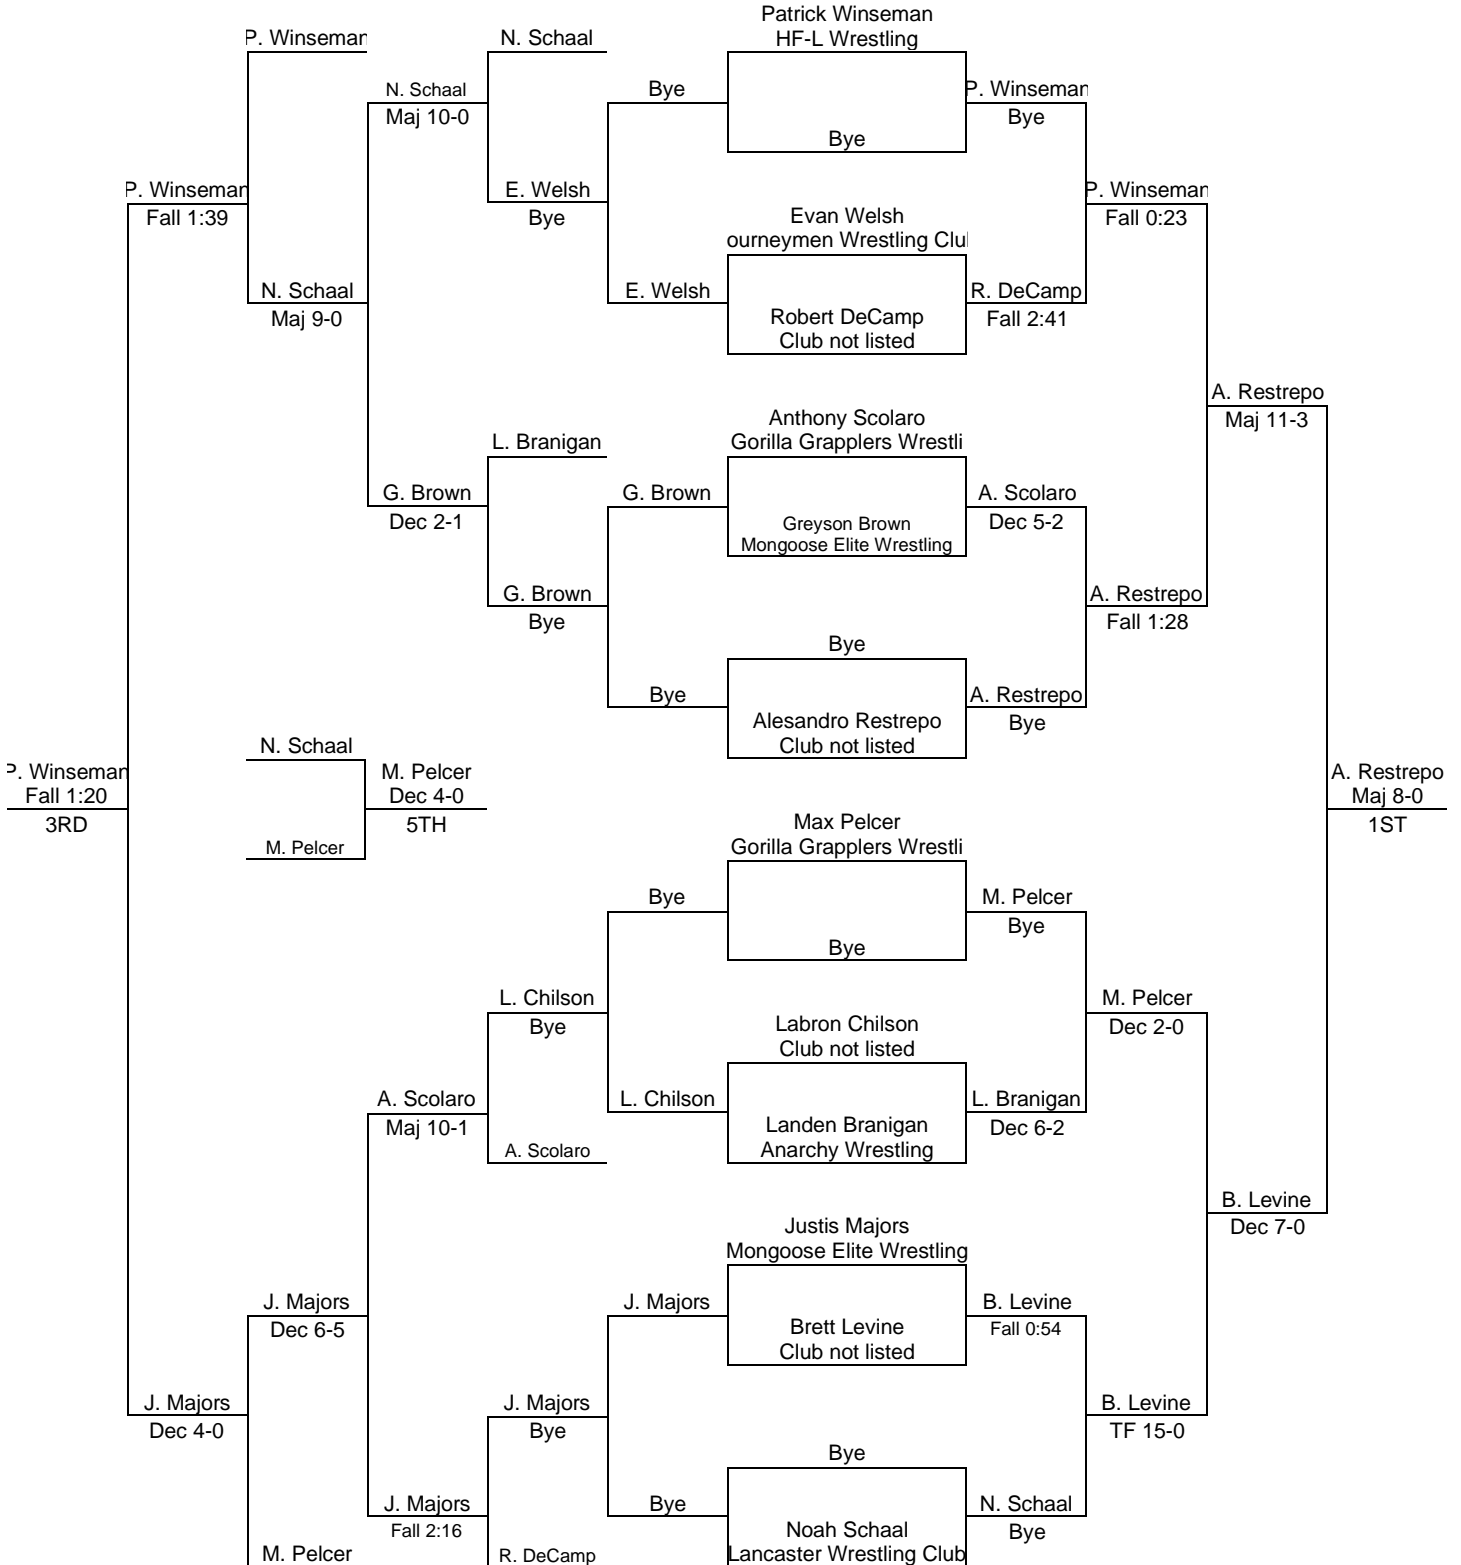 Patrick Winseman
HF-L Wrestling
P. Winseman
N. Schaal
N. Schaal
Maj 10-0
Bye
P. Winseman
Bye
Bye
P. Winseman
Fall 1:39
E. Welsh
Bye
P. Winseman
Fall 0:23
Evan Welsh
ourneymen Wrestling Clu
N. Schaal
Maj 9-0
E. Welsh
R. DeCamp
Fall 2:41
Robert DeCamp
Club not listed
A. Restrepo
Maj 11-3
Anthony Scolaro
Gorilla Grapplers Wrestli
L. Branigan
G. Brown
Dec 2-1
G. Brown
A. Scolaro
Dec 5-2
Greyson Brown
Mongoose Elite Wrestling
G. Brown
Bye
A. Restrepo
Fall 1:28
Bye
Bye
A. Restrepo
Bye
Alesandro Restrepo
Club not listed
N. Schaal
P. Winseman
Fall 1:20
3RD
M. Pelcer
Dec 4-0
5TH
A. Restrepo
Maj 8-0
1ST
M. Pelcer
Max Pelcer
Gorilla Grapplers Wrestli
Bye
M. Pelcer
Bye
Bye
L. Chilson
Bye
M. Pelcer
Dec 2-0
Labron Chilson
Club not listed
A. Scolaro
Maj 10-1
L. Chilson
L. Branigan
Dec 6-2
Landen Branigan
Anarchy Wrestling
A. Scolaro
B. Levine
Dec 7-0
Justis Majors
Mongoose Elite Wrestling
J. Majors
Dec 6-5
J. Majors
B. Levine
Fall 0:54
Brett Levine
Club not listed
J. Majors
Dec 4-0
J. Majors
Bye
B. Levine
TF 15-0
Bye
J. Majors
Fall 2:16
Bye
N. Schaal
Bye
Noah Schaal
Lancaster Wrestling Club
M. Pelcer
R. DeCamp